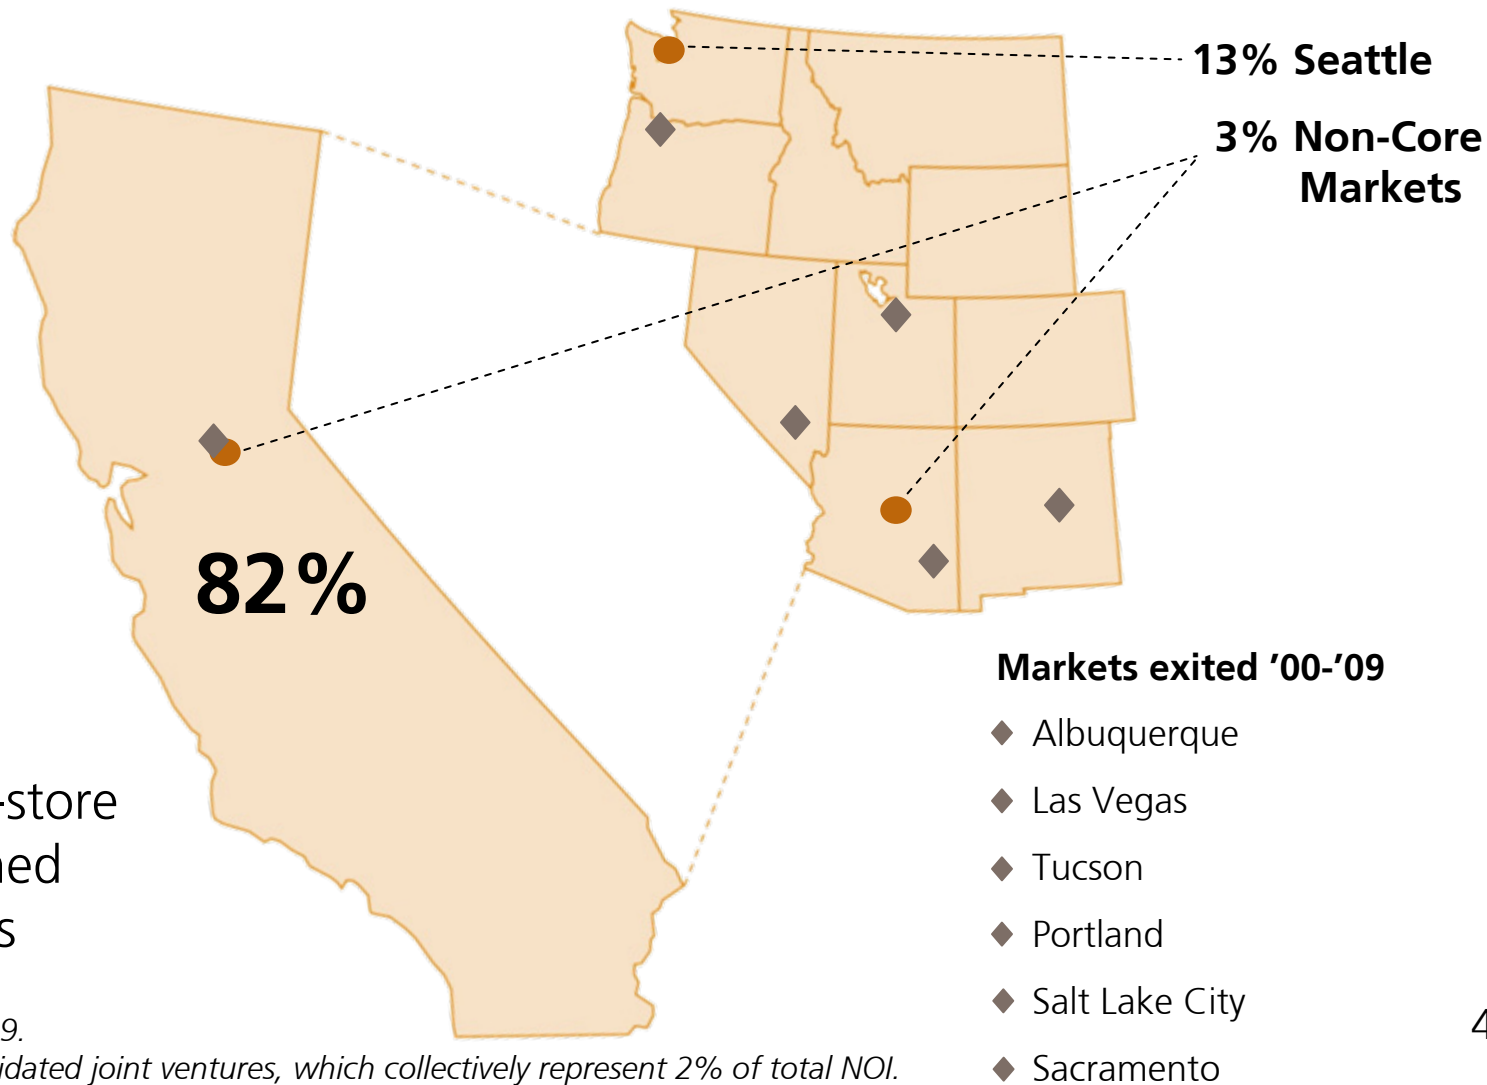 13% Seattle
3% Non-Core
Markets
82%
Markets exited ’00-’09
Albuquerque
Las Vegas
Tucson
Portland
Salt Lake City
Sacramento
-store
ned
s
9.
idated joint ventures, which collectively represent 2% of total NOI.
4